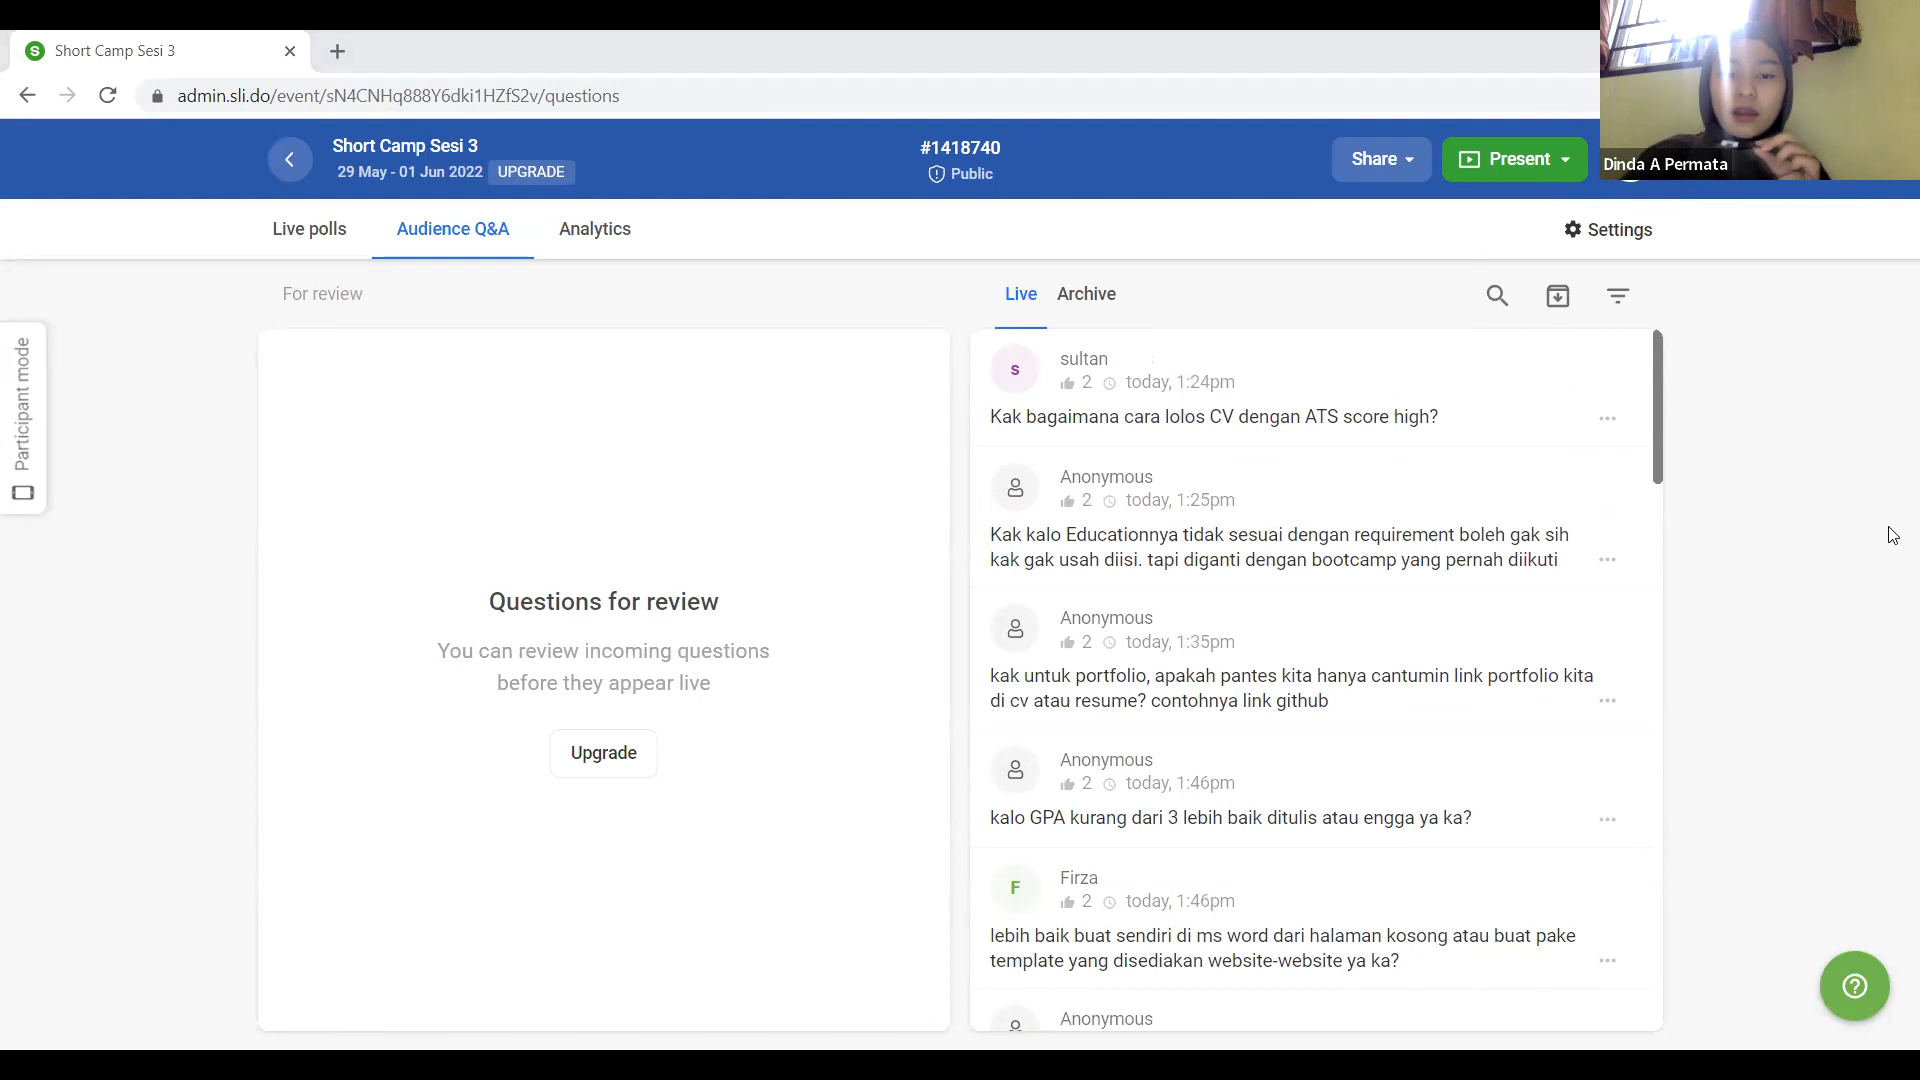 Short Camp Sesi 3
admin.sli.do/event/sN4CNHq888Y6dki1HZfS2v/questions
Short Camp Sesi 3
29 May - 01 Jun 2022 UPGRADE
#1418740
Public
Share
Present
Dinda A Permata
Live polls
Audience Q&A
Analytics
Settings
Participant mode
For review
Questions for review
You can review incoming questions
before they appear live
Upgrade
Live
Archive
s
sultan
2 today, 1:24pm
Kak bagaimana cara lolos CV dengan ATS score high?
Anonymous
2 today, 1:25pm
Kak kalo Educationnya tidak sesuai dengan requirement boleh gak sih
kak gak usah diisi. tapi diganti dengan bootcamp yang pernah diikuti
Anonymous
2 today, 1:35pm
kak untuk portfolio, apakah pantes kita hanya cantumin link portfolio kita
di cv atau resume? contohnya link github
Anonymous
2 today, 1:46pm
kalo GPA kurang dari 3 lebih baik ditulis atau engga ya ka?
F
Firza
2 today, 1:46pm
lebih baik buat sendiri di ms word dari halaman kosong atau buat pake
template yang disediakan website-website ya ka?
Anonymous